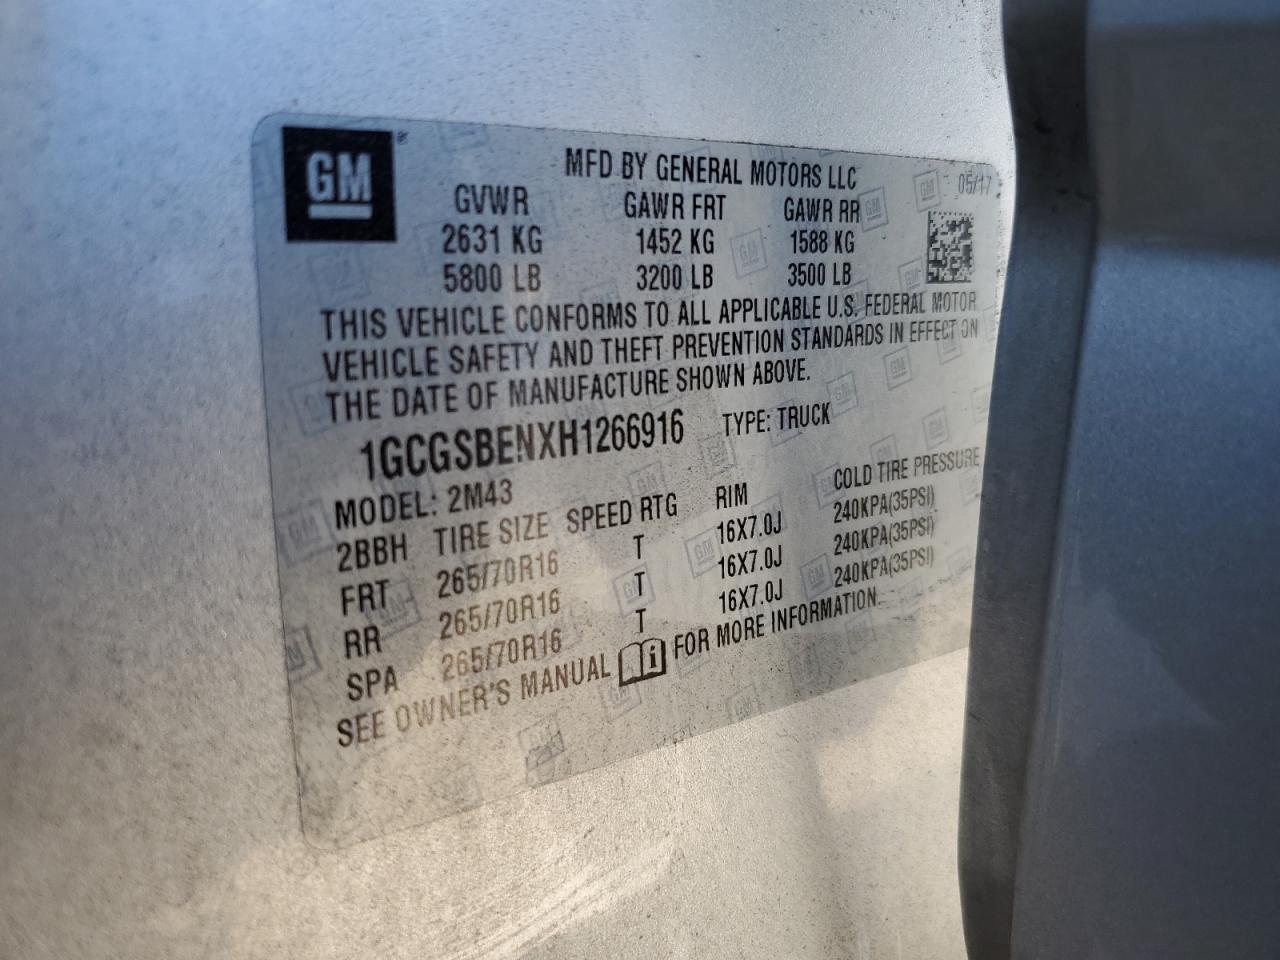 GM
MFD BY GENERAL MOTORS LLC
05/17
GVWR GAWR FRT GAWR RR
2631 KG 1452 KG 1588 KG
5800 LB 3200 LB 3500 LB
THIS VEHICLE CONFORMS TO ALL APPLICABLE U.S. FEDERAL MOTOR
VEHICLE SAFETY AND THEFT PREVENTION STANDARDS IN EFFECT ON
THE DATE OF MANUFACTURE SHOWN ABOVE.
1GCGSBENXH1266916 TYPE: TRUCK
MODEL: 2M43
2BBH TIRE SIZE SPEED RTG RIM COLD TIRE PRESSURE
FRT 265/70R16 T 16X7.0J 240KPA(35PSI)
RR 265/70R16 T 16X7.0J 240KPA(35PSI)
SPA 265/70R16 T 16X7.0J 240KPA(35PSI)
SEE OWNER'S MANUAL i FOR MORE INFORMATION.